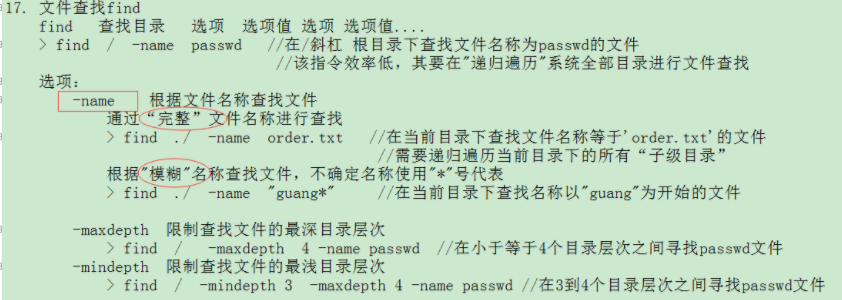 17. 文件查找find
find 查找目录 选项 选项值 选项 选项值....
> find / -name passwd //在/斜杠 根目录下查找文件名称为passwd的文件
//该指令效率低，其要在"递归遍历"系统全部目录进行文件查找
选项：
-name 根据文件名称查找文件
通过“完整”文件名称进行查找
> find ./ -name order.txt //在当前目录下查找文件名称等于'order.txt'的文件
//需要递归遍历当前目录下的所有“子级目录”
根据"模糊"名称查找文件，不确定名称使用"*"号代表
> find ./ -name "guang*" //在当前目录下查找名称以"guang"为开始的文件
-maxdepth 限制查找文件的最深目录层次
> find / -maxdepth 4 -name passwd //在小于等于4个目录层次之间寻找passwd文件
-mindepth 限制查找文件的最浅目录层次
> find / -mindepth 3 -maxdepth 4 -name passwd //在3到4个目录层次之间寻找passwd文件